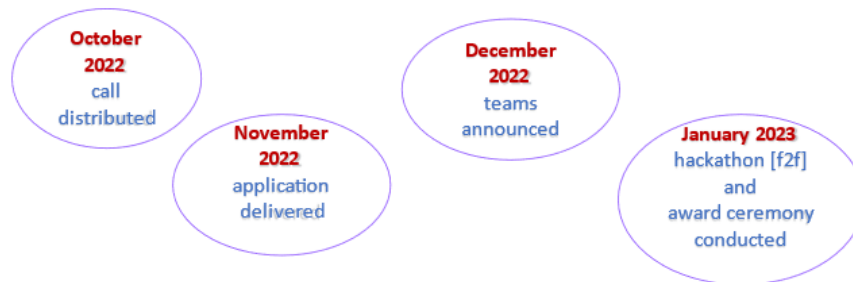 October
2022
call
distributed
November
2022
application
delivered
December
2022
teams
announced
January 2023
hackathon [f2f]
and
award ceremony
conducted